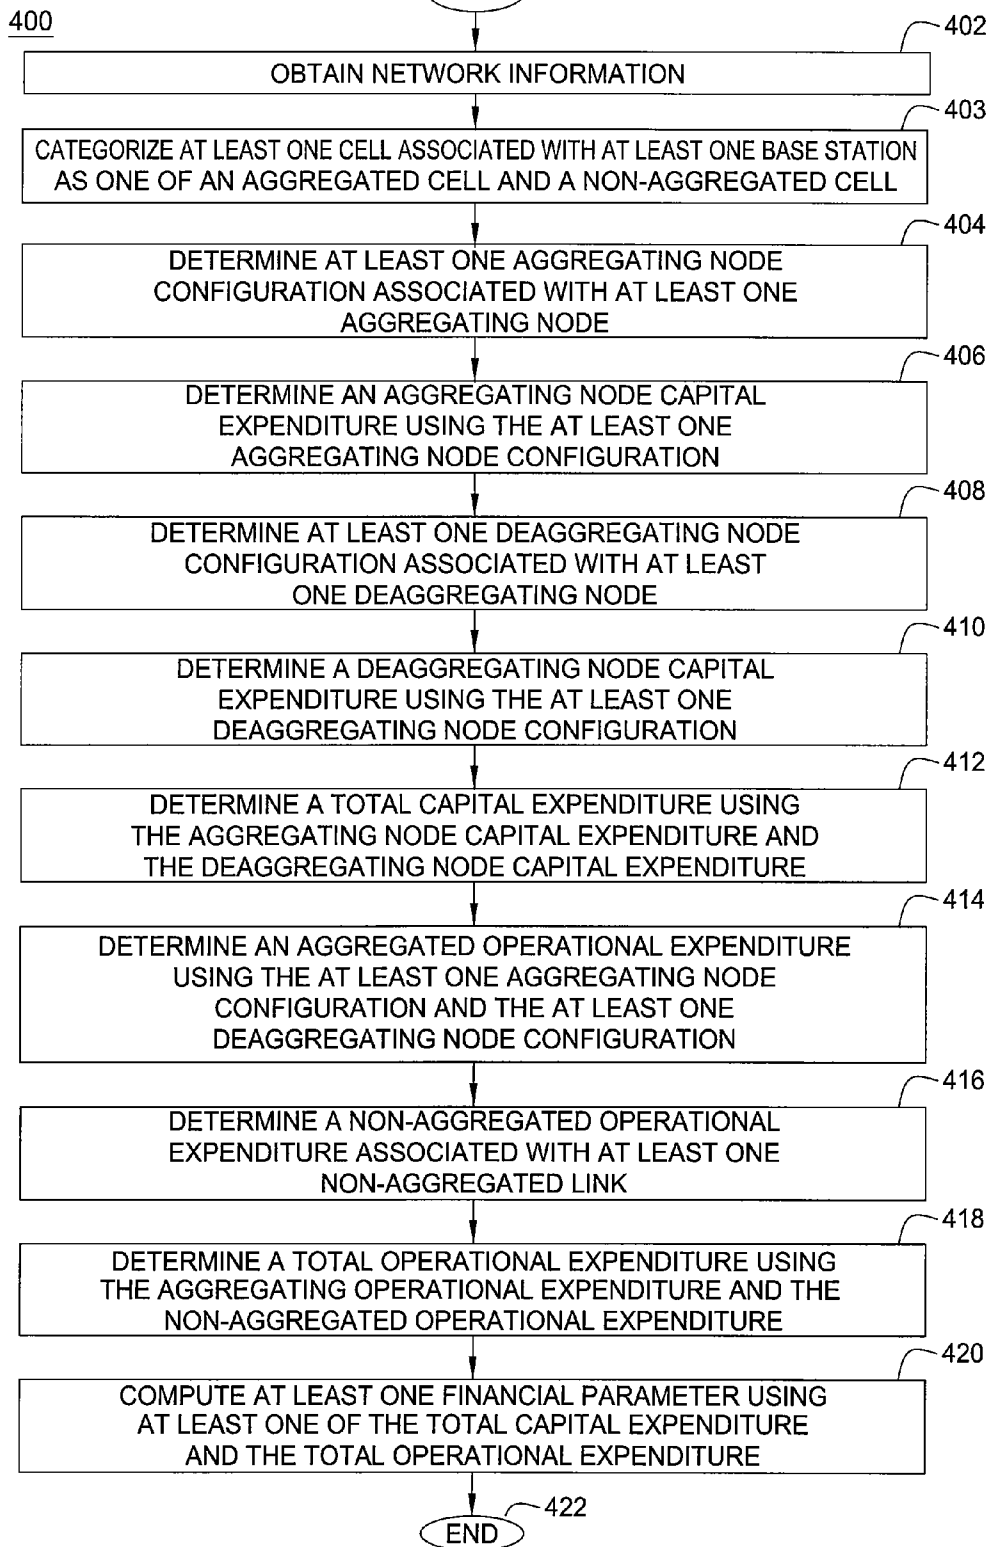 400
402
OBTAIN NETWORK INFORMATION
403
CATEGORIZE AT LEAST ONE CELL ASSOCIATED WITH AT LEAST ONE BASE STATION
AS ONE OF AN AGGREGATED CELL AND A NON-AGGREGATED CELL
404
DETERMINE AT LEAST ONE AGGREGATING NODE
CONFIGURATION ASSOCIATED WITH AT LEAST ONE
AGGREGATING NODE
406
DETERMINE AN AGGREGATING NODE CAPITAL
EXPENDITURE USING THE AT LEAST ONE
AGGREGATING NODE CONFIGURATION
408
DETERMINE AT LEAST ONE DEAGGREGATING NODE
CONFIGURATION ASSOCIATED WITH AT LEAST
ONE DEAGGREGATING NODE
410
DETERMINE A DEAGGREGATING NODE CAPITAL
EXPENDITURE USING THE AT LEAST ONE
DEAGGREGATING NODE CONFIGURATION
412
DETERMINE A TOTAL CAPITAL EXPENDITURE USING
THE AGGREGATING NODE CAPITAL EXPENDITURE AND
THE DEAGGREGATING NODE CAPITAL EXPENDITURE
414
DETERMINE AN AGGREGATED OPERATIONAL EXPENDITURE
USING THE AT LEAST ONE AGGREGATING NODE
CONFIGURATION AND THE AT LEAST ONE
DEAGGREGATING NODE CONFIGURATION
416
DETERMINE A NON-AGGREGATED OPERATIONAL
EXPENDITURE ASSOCIATED WITH AT LEAST ONE
NON-AGGREGATED LINK
418
DETERMINE A TOTAL OPERATIONAL EXPENDITURE USING
THE AGGREGATING OPERATIONAL EXPENDITURE AND THE
NON-AGGREGATED OPERATIONAL EXPENDITURE
420
COMPUTE AT LEAST ONE FINANCIAL PARAMETER USING
AT LEAST ONE OF THE TOTAL CAPITAL EXPENDITURE
AND THE TOTAL OPERATIONAL EXPENDITURE
422
END